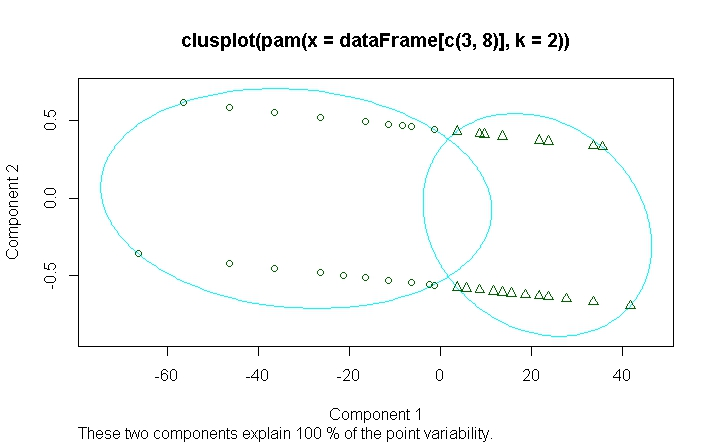 clusplot(pam(x = dataFrame[c(3, 8)], k = 2))
0.5
0.0
-0.5
Component 2
-60 -40 -20 0 20 40
Component 1
These two components explain 100 % of the point variability.